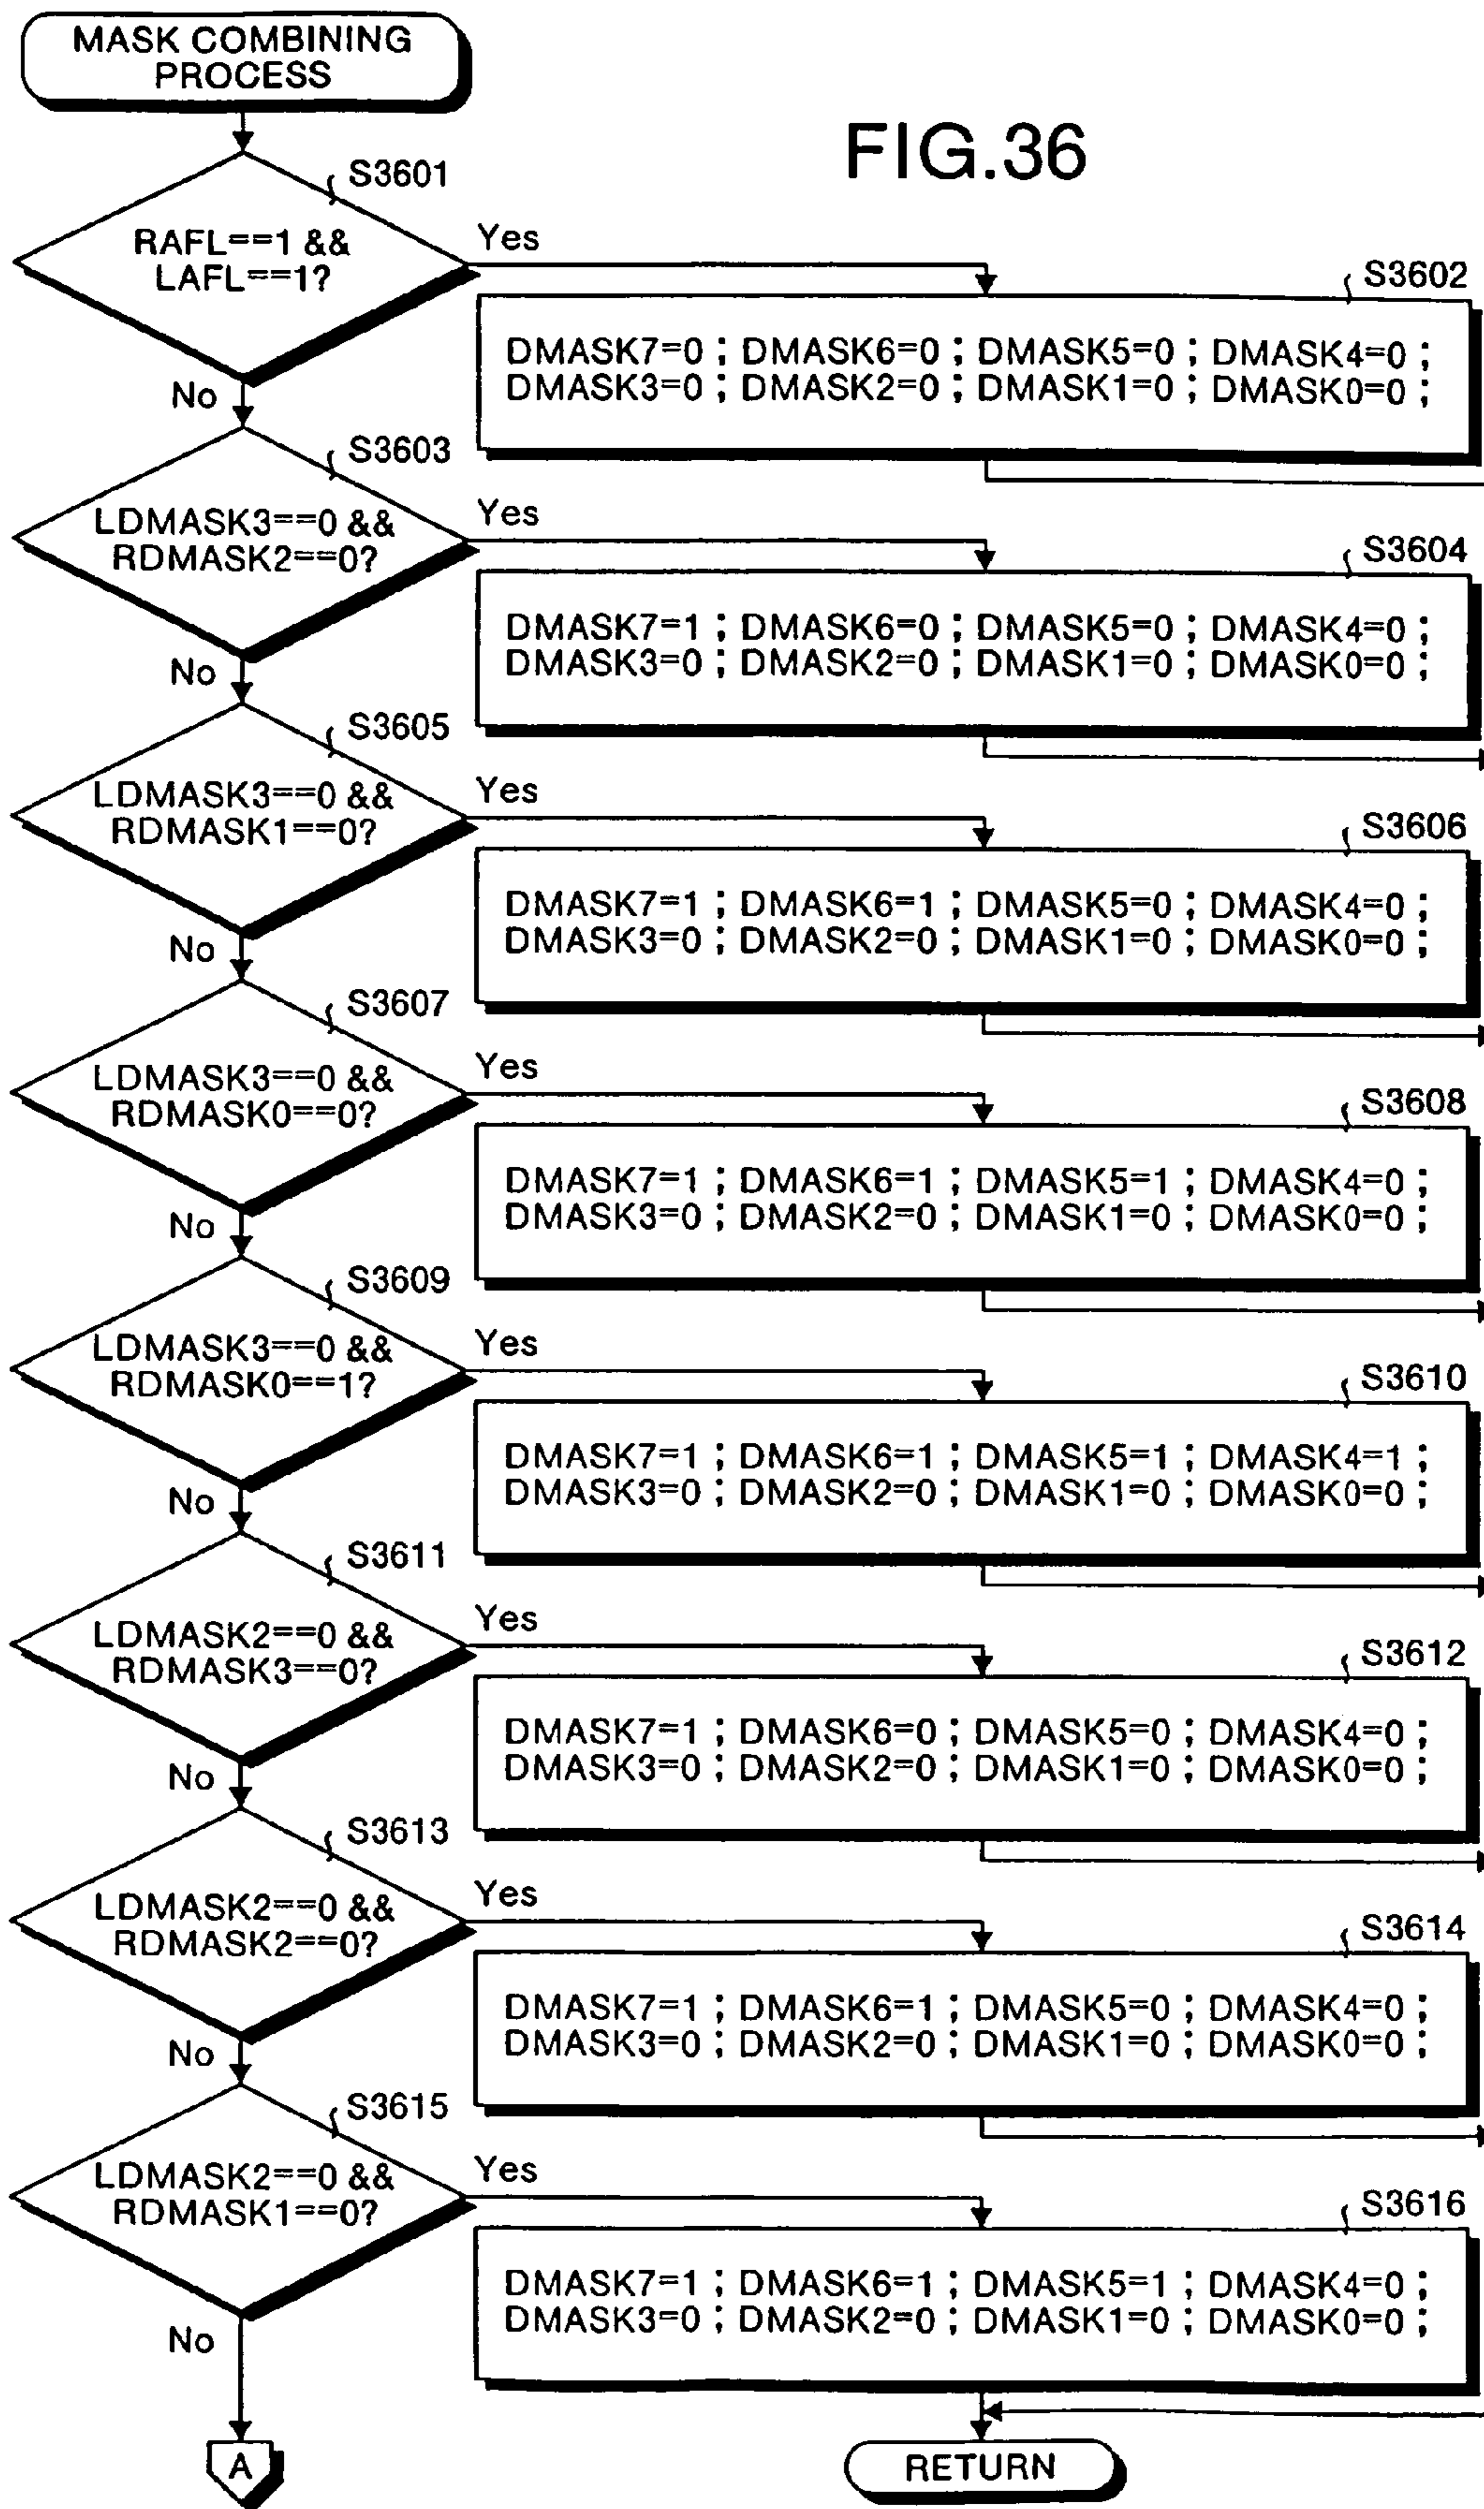 MASK COMBINING
PROCESS
FIG.36
S3601
RAFL==1 &&
LAFL==1?
Yes
No
S3602
DMASK7=0 ; DMASK6=0 ; DMASK5=0 ; DMASK4=0 ;
DMASK3=0 ; DMASK2=0 ; DMASK1=0 ; DMASK0=0 ;
S3603
LDMASK3==0 &&
RDMASK2==0?
Yes
No
S3604
DMASK7=1 ; DMASK6=0 ; DMASK5=0 ; DMASK4=0 ;
DMASK3=0 ; DMASK2=0 ; DMASK1=0 ; DMASK0=0 ;
S3605
LDMASK3==0 &&
RDMASK1==0?
Yes
No
S3606
DMASK7=1 ; DMASK6=1 ; DMASK5=0 ; DMASK4=0 ;
DMASK3=0 ; DMASK2=0 ; DMASK1=0 ; DMASK0=0 ;
S3607
LDMASK3==0 &&
RDMASK0==0?
Yes
No
S3608
DMASK7=1 ; DMASK6=1 ; DMASK5=1 ; DMASK4=0 ;
DMASK3=0 ; DMASK2=0 ; DMASK1=0 ; DMASK0=0 ;
S3609
LDMASK3==0 &&
RDMASK0==1?
Yes
No
S3610
DMASK7=1 ; DMASK6=1 ; DMASK5=1 ; DMASK4=1 ;
DMASK3=0 ; DMASK2=0 ; DMASK1=0 ; DMASK0=0 ;
S3611
LDMASK2==0 &&
RDMASK3==0?
Yes
No
S3612
DMASK7=1 ; DMASK6=0 ; DMASK5=0 ; DMASK4=0 ;
DMASK3=0 ; DMASK2=0 ; DMASK1=0 ; DMASK0=0 ;
S3613
LDMASK2==0 &&
RDMASK2==0?
Yes
No
S3614
DMASK7=1 ; DMASK6=1 ; DMASK5=0 ; DMASK4=0 ;
DMASK3=0 ; DMASK2=0 ; DMASK1=0 ; DMASK0=0 ;
S3615
LDMASK2==0 &&
RDMASK1==0?
Yes
No
S3616
DMASK7=1 ; DMASK6=1 ; DMASK5=1 ; DMASK4=0 ;
DMASK3=0 ; DMASK2=0 ; DMASK1=0 ; DMASK0=0 ;
A
RETURN